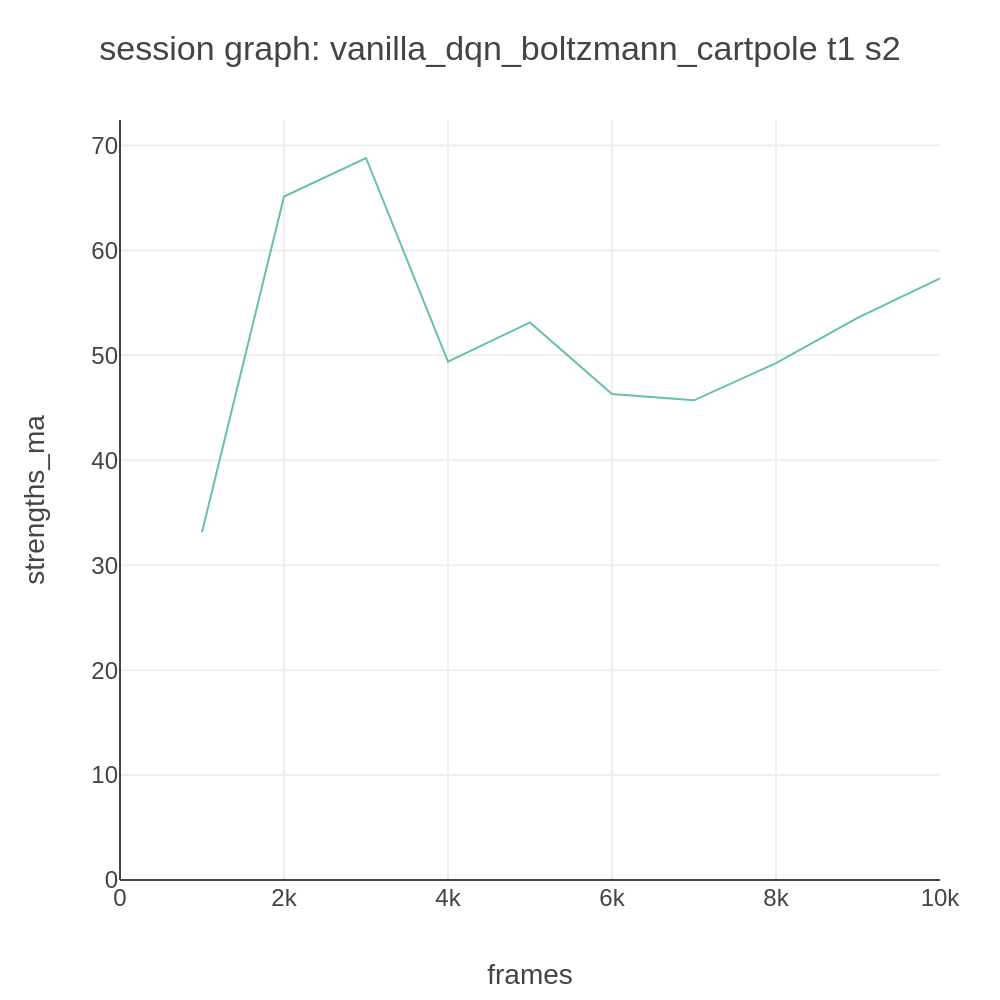 session graph: vanilla_dqn_boltzmann_cartpole t1 s2
70
60
50
40
30
20
10
0
0 2k 4k 6k 8k 10k
strengths_ma
frames